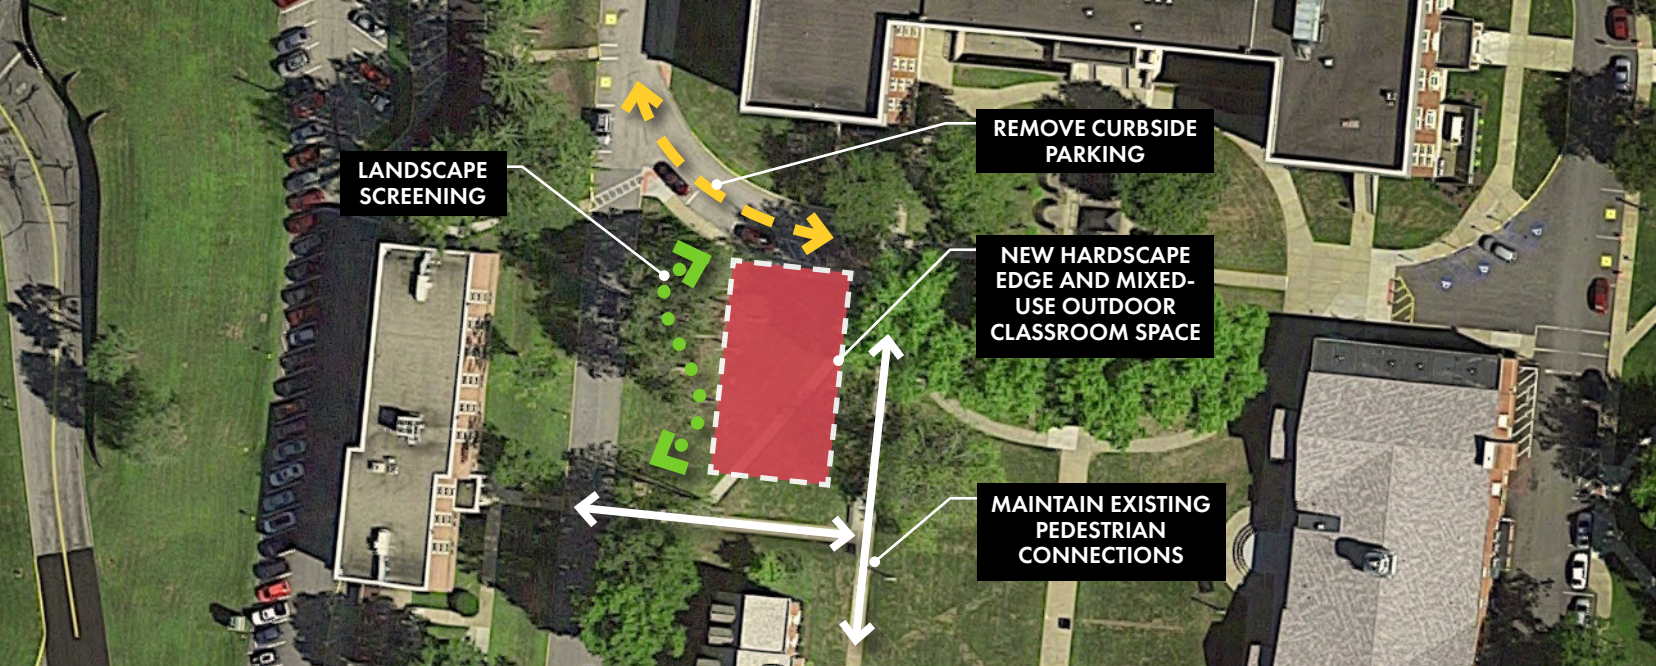 LANDSCAPE
SCREENING
REMOVE CURBSIDE
PARKING
NEW HARDSCAPE
EDGE AND MIXED-
USE OUTDOOR
CLASSROOM SPACE
MAINTAIN EXISTING
PEDESTRIAN
CONNECTIONS